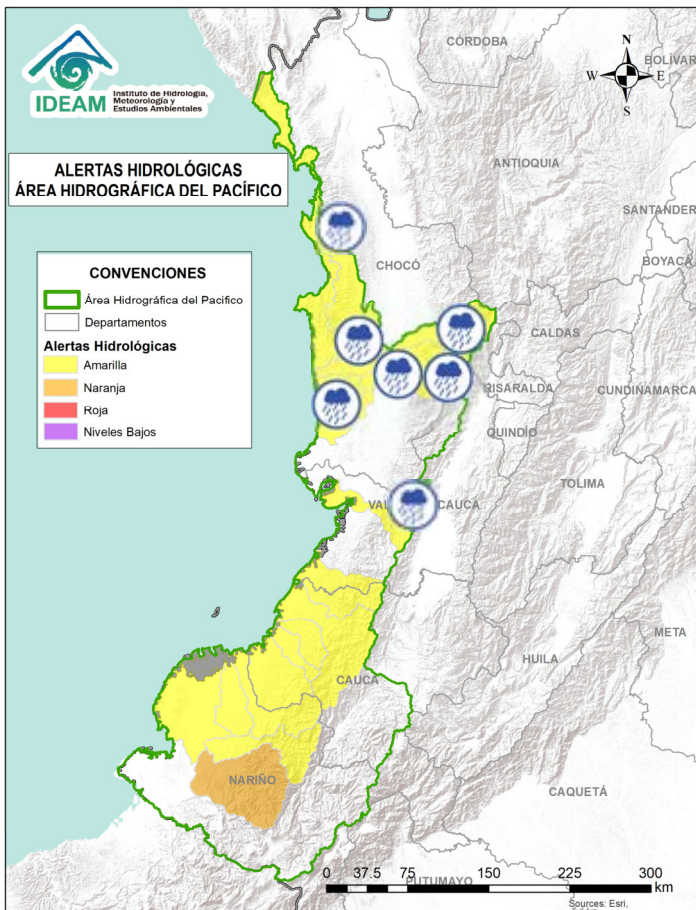 IDEAM
Instituto de Hidrología,
Meteorología y
Estudios Ambientales
ALERTAS HIDROLÓGICAS
ÁREA HIDROGRÁFICA DEL PACÍFICO
CONVENCIONES
Área Hidrográfica del Pacifico
Departamentos
Alertas Hidrológicas
Amarilla
Naranja
Roja
Niveles Bajos
N
W
E
S
CÓRDOBA
BOLÍVAR
ANTIOQUIA
SANTANDER
BOYACÁ
CHOCÓ
CALDAS
RISARALDA
CUNDINAMARCA
QUINDÍO
TOLIMA
CAUCA
META
HUILA
CAUCA
NARIÑO
CAQUETÁ
PUTUMAYO
0 37.5 75 150 225 300
km
Sources: Esri,